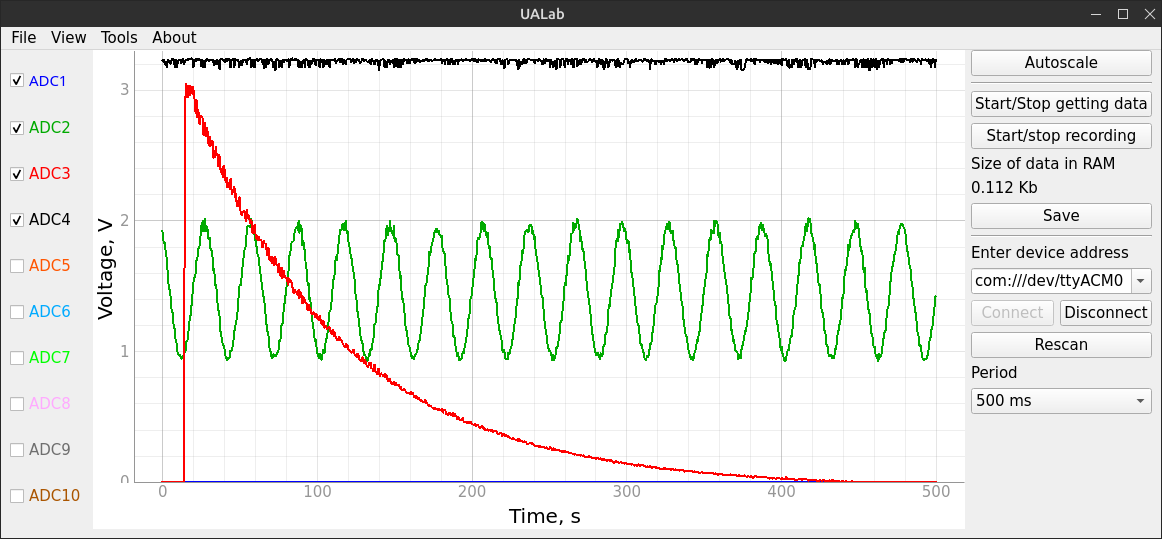 UALab
File View Tools About
ADC1
ADC2
ADC3
ADC4
ADC5
ADC6
ADC7
ADC8
ADC9
ADC10
Voltage, V
3
2
1
0
0 100 200 300 400 500
Time, s
Autoscale
Start/Stop getting data
Start/stop recording
Size of data in RAM
0.112 Kb
Save
Enter device address
com:///dev/ttyACM0
Connect Disconnect
Rescan
Period
500 ms